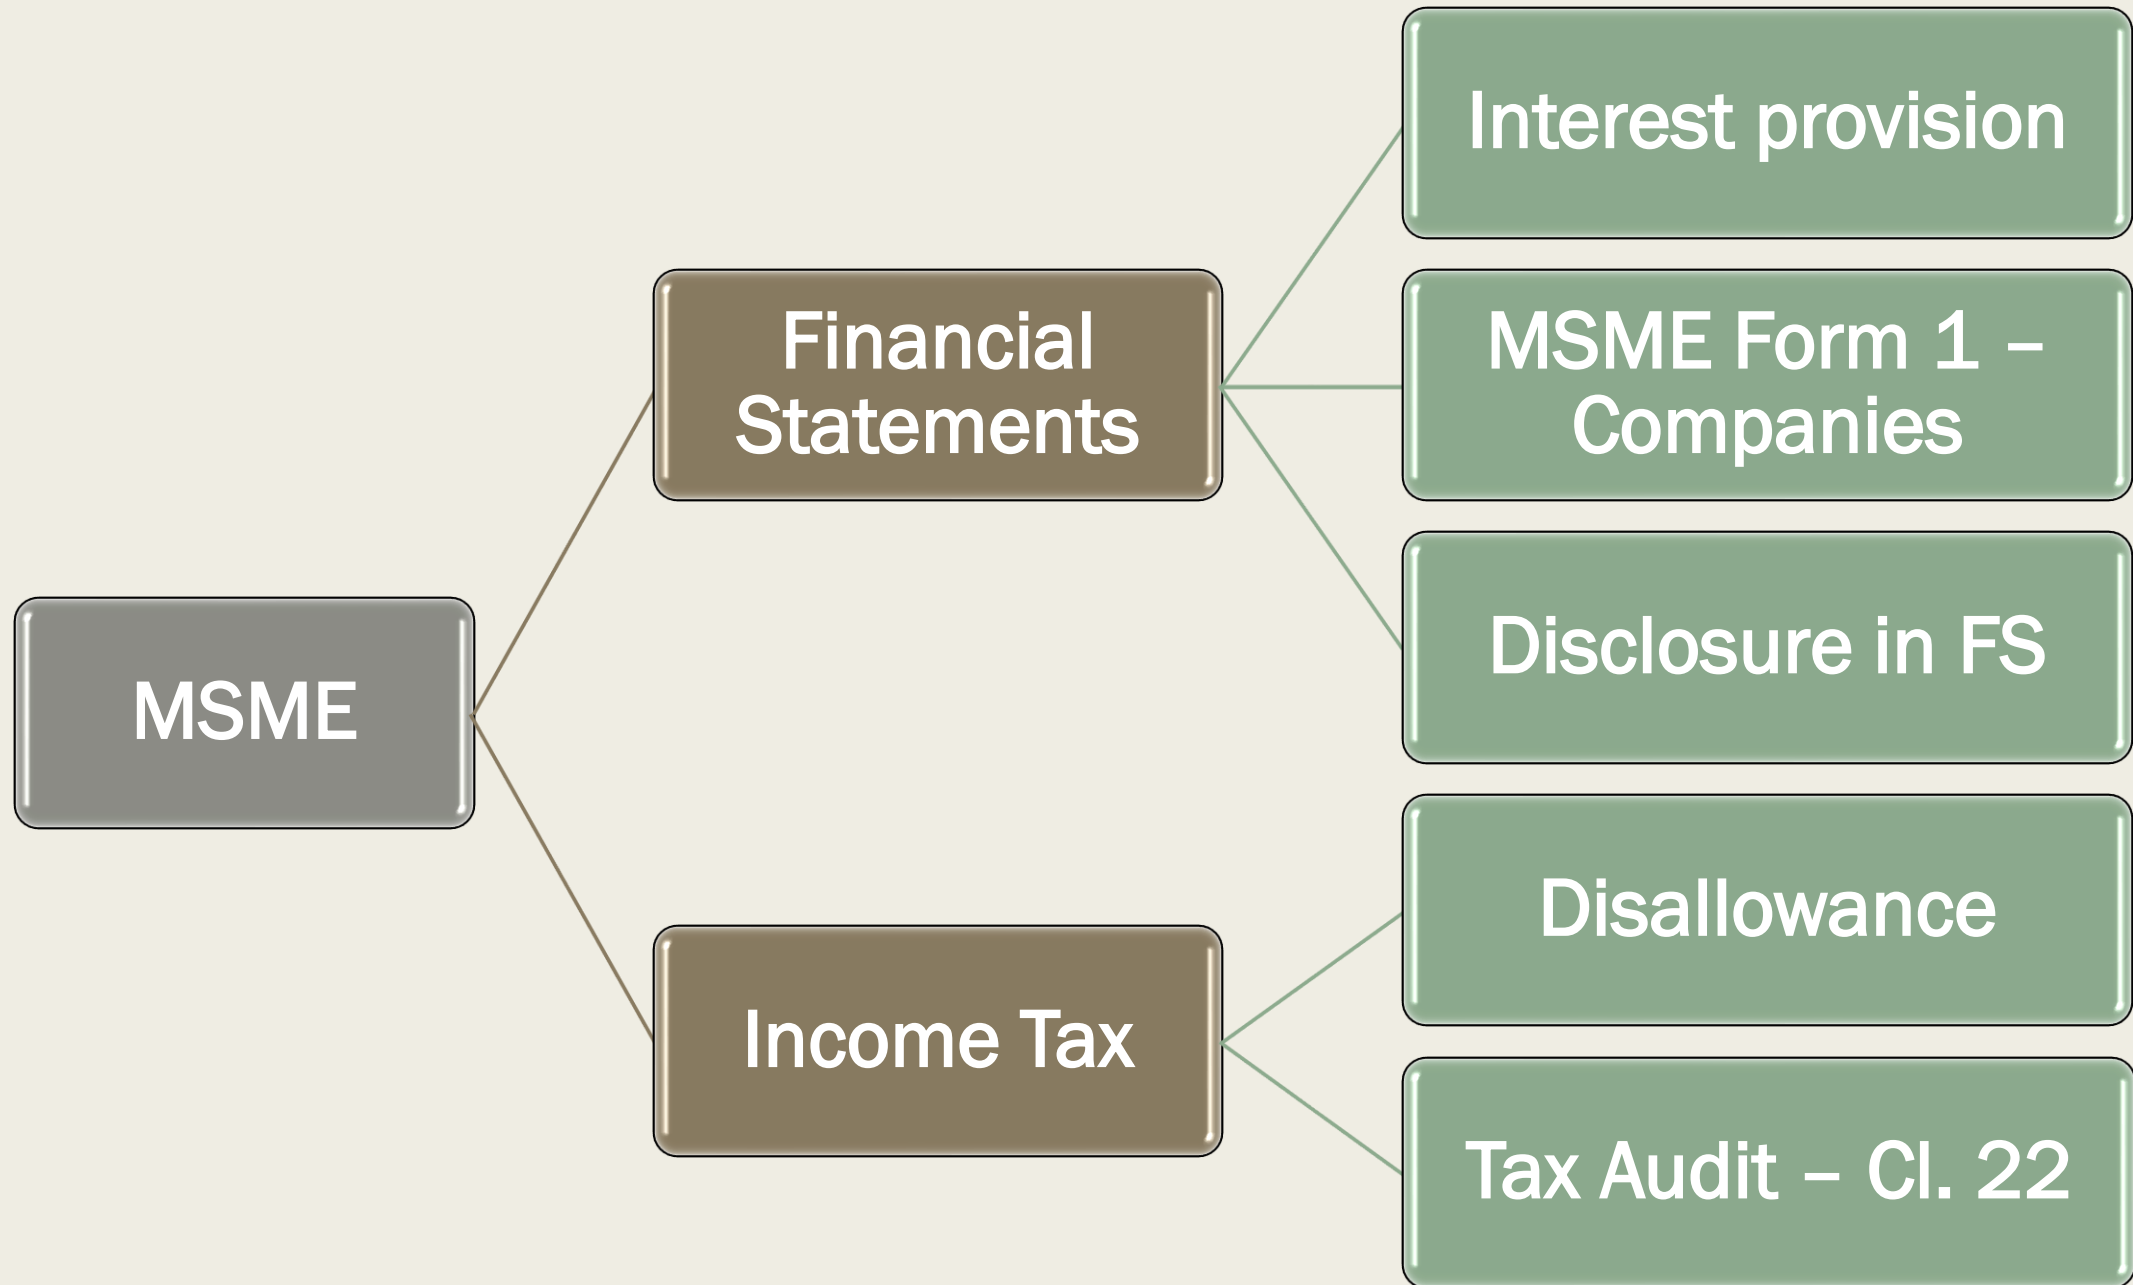 MSME
Financial
Statements
Interest provision
MSME Form 1 –
Companies
Disclosure in FS
Income Tax
Disallowance
Tax Audit – Cl. 22